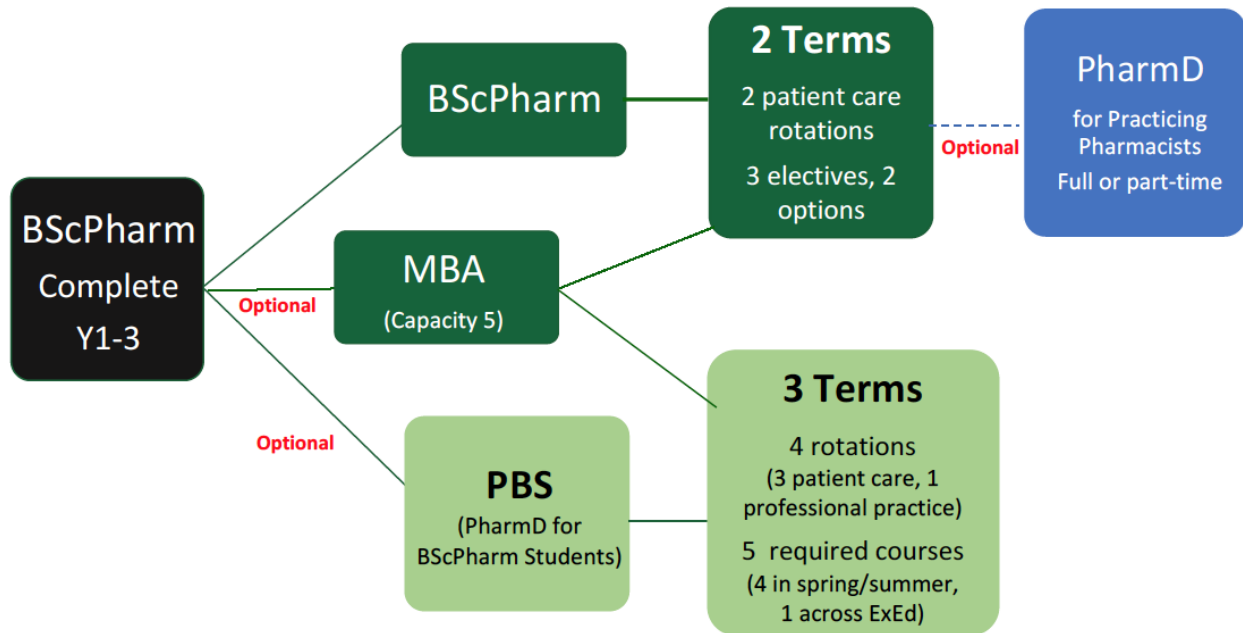 BScPharm
Complete
Y1-3
BScPharm
Optional
MBA
(Capacity 5)
Optional
PBS
(PharmD for
BScPharm Students)
2 Terms
2 patient care
rotations
3 electives, 2
options
Optional
PharmD
for Practicing
Pharmacists
Full or part-time
3 Terms
4 rotations
(3 patient care, 1
professional practice)
5 required courses
(4 in spring/summer,
1 across ExEd)